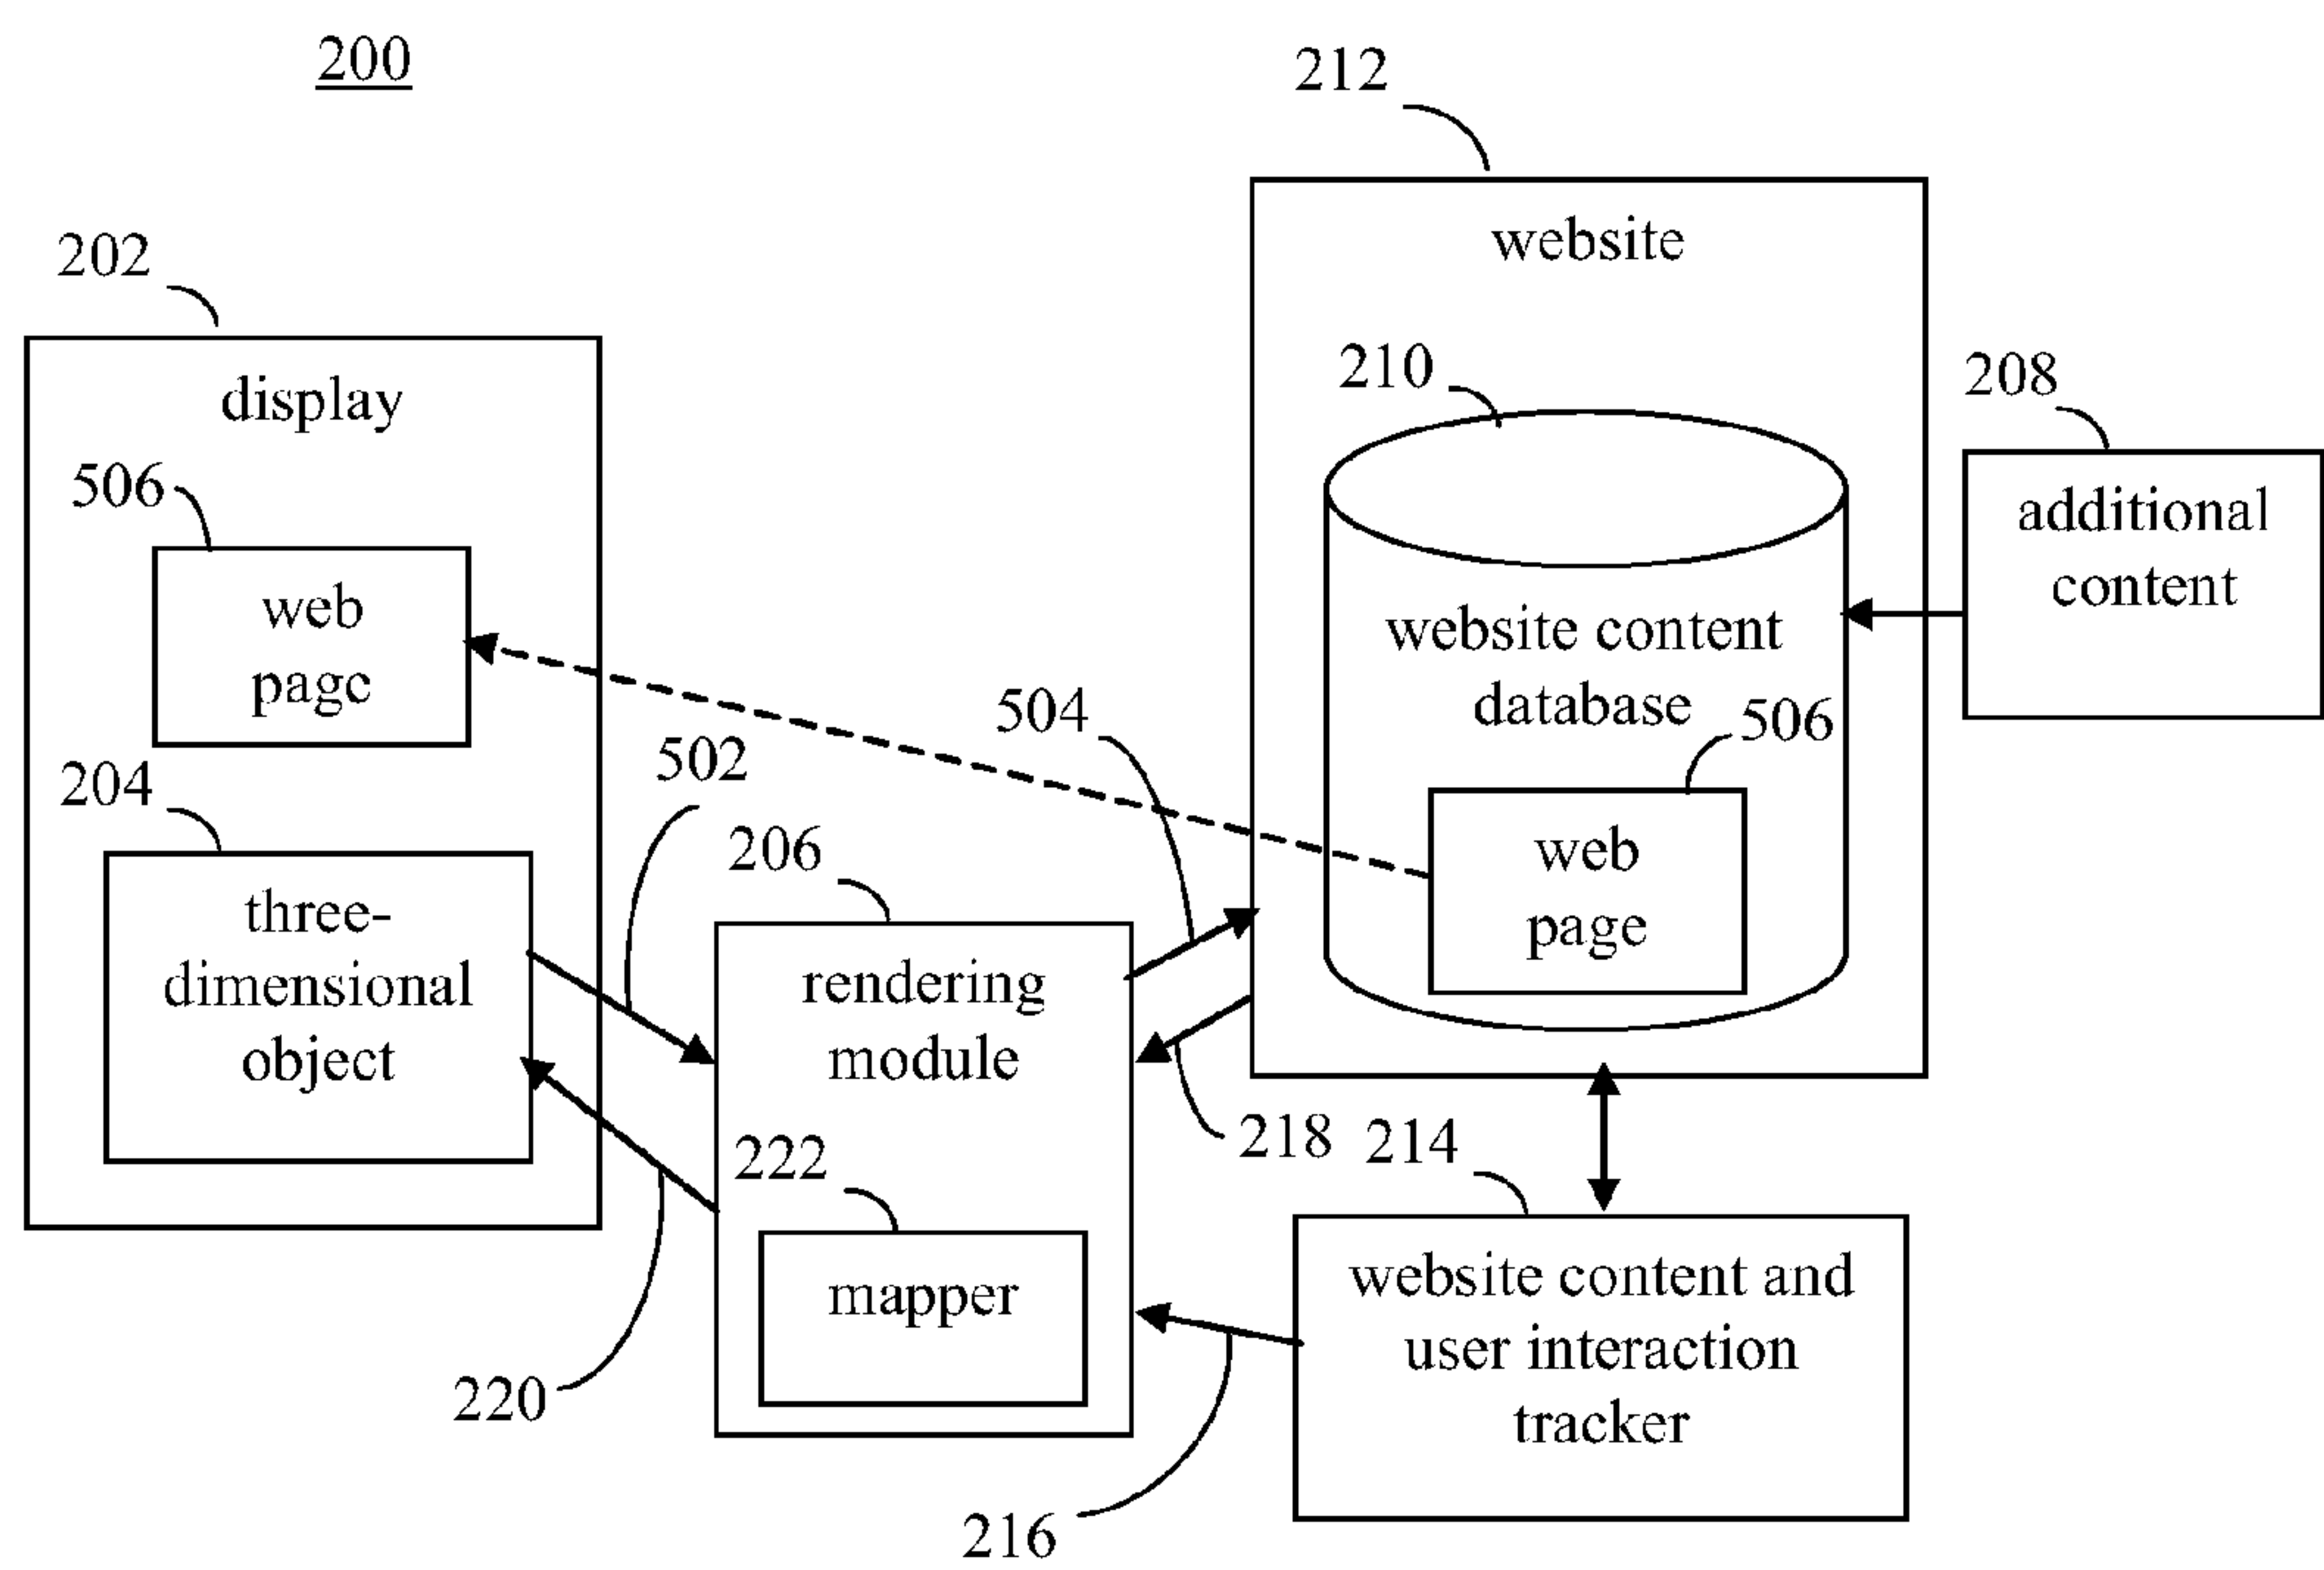 200
212
website
202
display
210
208
additional
content
506
web
page
website content
database
504
506
502
204
206
web
page
three-
dimensional
object
rendering
module
218
214
222
mapper
website content and
user interaction
tracker
220
216